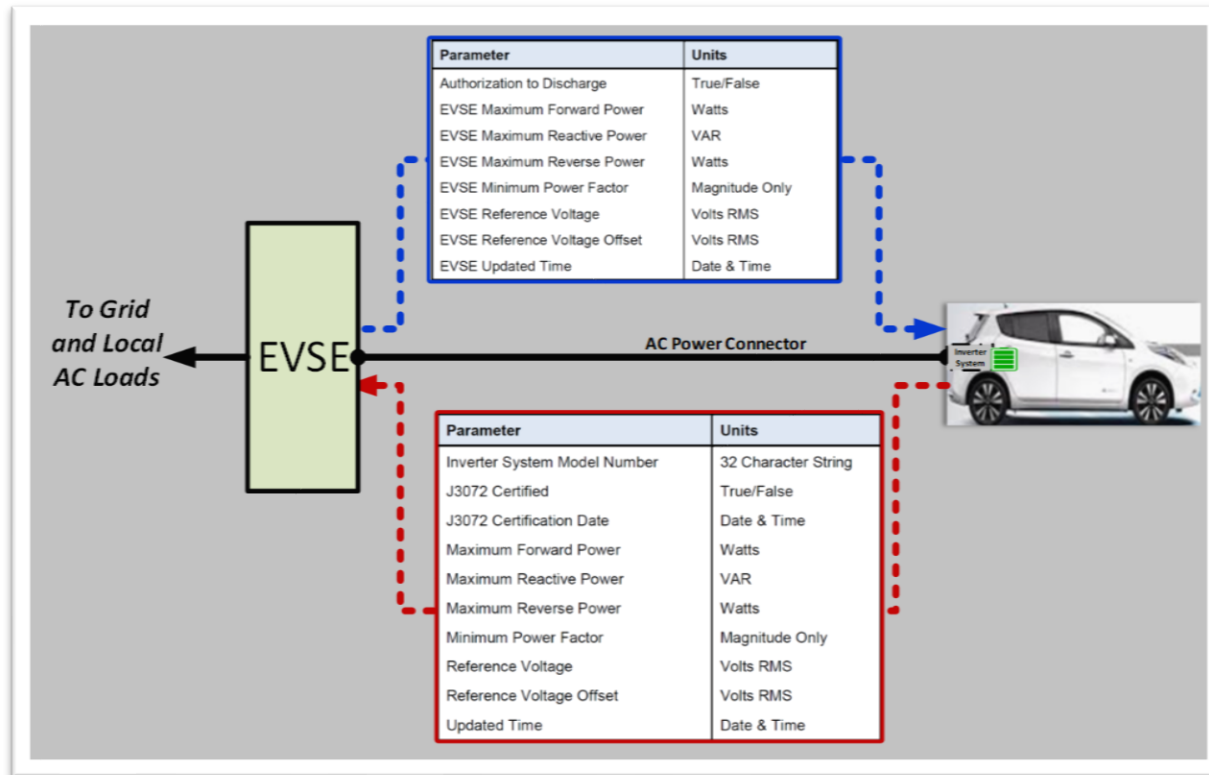 Parameter Units
Authorization to Discharge True/False
EVSE Maximum Forward Power Watts
EVSE Maximum Reactive Power VAR
EVSE Maximum Reverse Power Watts
EVSE Minimum Power Factor Magnitude Only
EVSE Reference Voltage Volts RMS
EVSE Reference Voltage Offset Volts RMS
EVSE Updated Time Date & Time
To Grid
and Local
AC Loads
EVSE
AC Power Connector
Inverter
System
Parameter Units
Inverter System Model Number 32 Character String
J3072 Certified True/False
J3072 Certification Date Date & Time
Maximum Forward Power Watts
Maximum Reactive Power VAR
Maximum Reverse Power Watts
Minimum Power Factor Magnitude Only
Reference Voltage Volts RMS
Reference Voltage Offset Volts RMS
Updated Time Date & Time